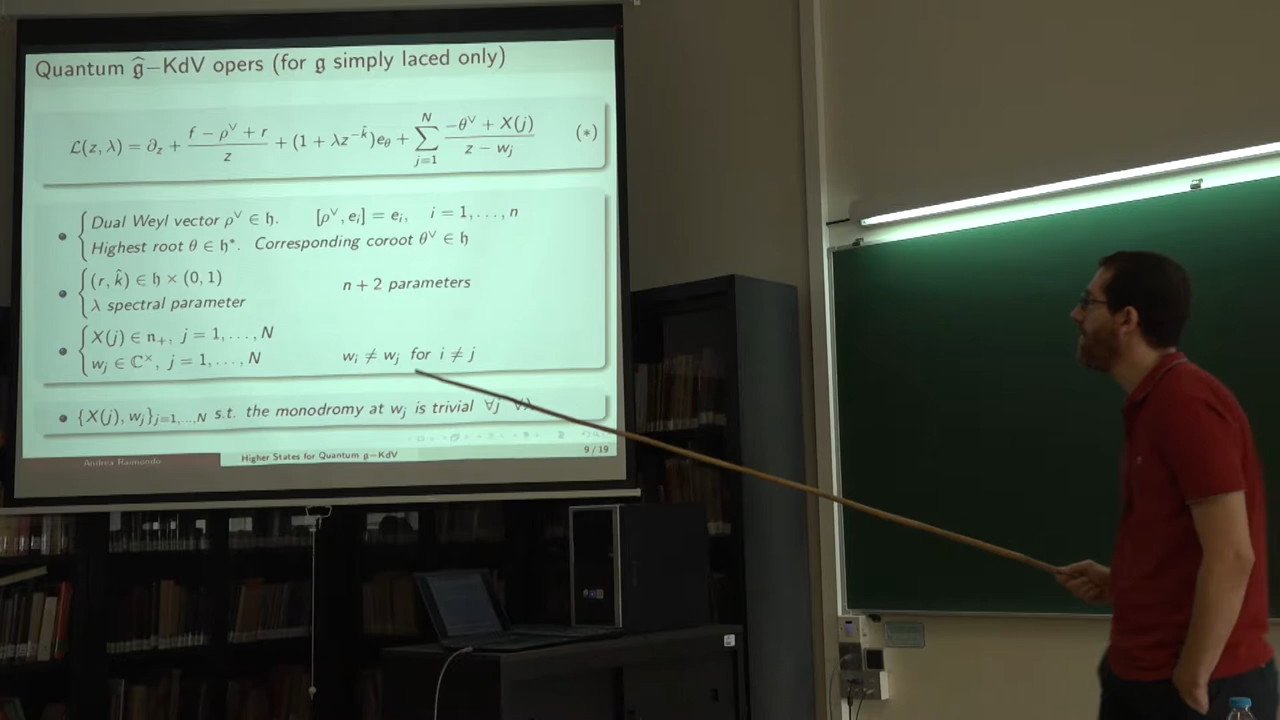 Quantum ĝ−KdV opers (for 𝔤 simply laced only)
ℒ(z, λ) = ∂_z + (f − ρ^∨ + r)/z + (1 + λz^{−k̂})e_θ + ∑_{j=1}^{N} (−θ^∨ + X(j))/(z − w_j) (*)
• Dual Weyl vector ρ^∨ ∈ 𝔥. [ρ^∨, e_i] = e_i, i = 1, . . . , n
Highest root θ ∈ 𝔥*. Corresponding coroot θ^∨ ∈ 𝔥
• (r, k̂) ∈ 𝔥 × (0, 1) n + 2 parameters
λ spectral parameter
• X(j) ∈ 𝔫₊, j = 1, . . . , N
w_j ∈ ℂ^×, j = 1, . . . , N w_i ≠ w_j for i ≠ j
• {X(j), w_j}_{j=1,...,N} s.t. the monodromy at w_j is trivial ∀j ∀λ
Andrea Raimondo Higher States for Quantum 𝔤−KdV 9 / 19